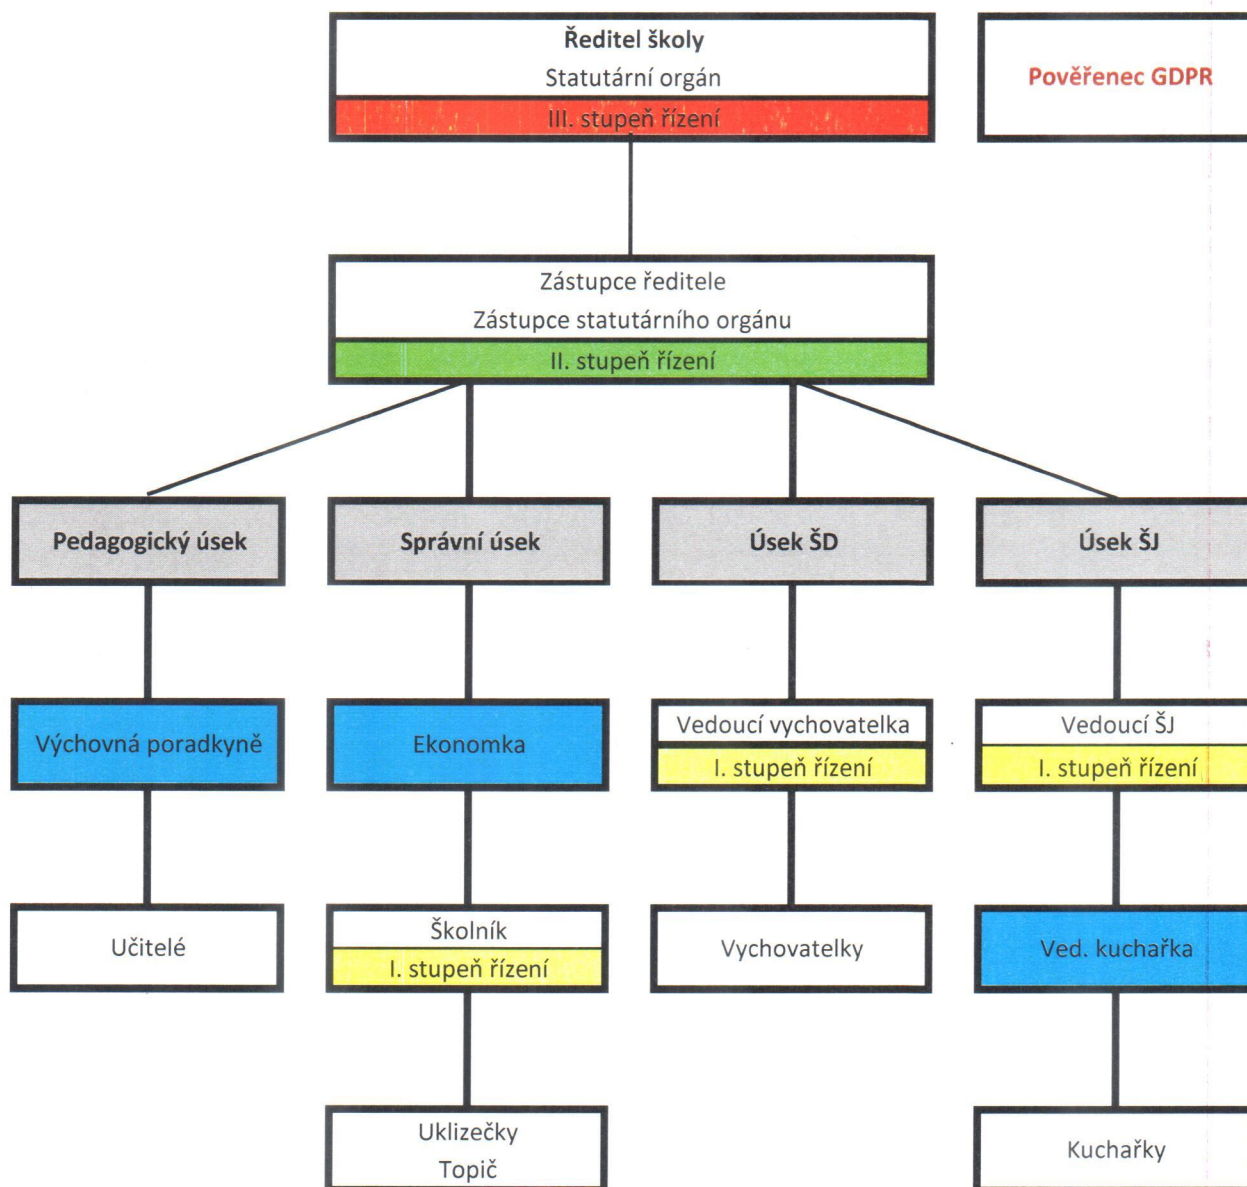 Ředitel školy
Statutární orgán
III. stupeň řízení
Pověřenec GDPR
Zástupce ředitele
Zástupce statutárního orgánu
II. stupeň řízení
Pedagogický úsek
Správní úsek
Úsek ŠD
Úsek ŠJ
Výchovná poradkyně
Ekonomka
Vedoucí vychovatelka
I. stupeň řízení
Vedoucí ŠJ
I. stupeň řízení
Učitelé
Školník
I. stupeň řízení
Vychovatelky
Ved. kuchařka
Uklizečky
Topič
Kuchařky